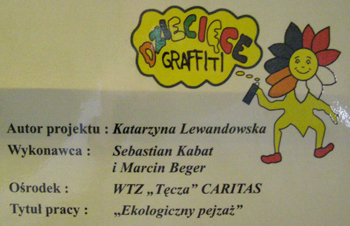 DZIECIĘCE
GRAFFITI
Autor projektu : Katarzyna Lewandowska
Wykonawca : Sebastian Kabat
i Marcin Beger
Ośrodek : WTZ „Tęcza” CARITAS
Tytuł pracy : „Ekologiczny pejzaż”